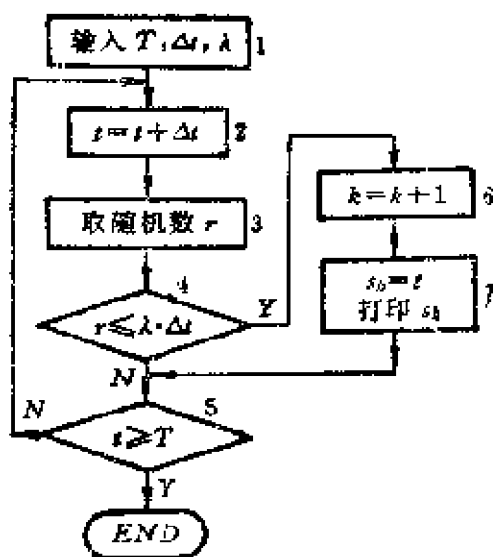 输入 T, Δt, λ
1
t = t + Δt
2
取随机数 r
3
4
r ≤ λ·Δt
Y
N
k = k + 1
6
s_k = t
打印 s_k
7
5
t ≥ T
N
Y
END